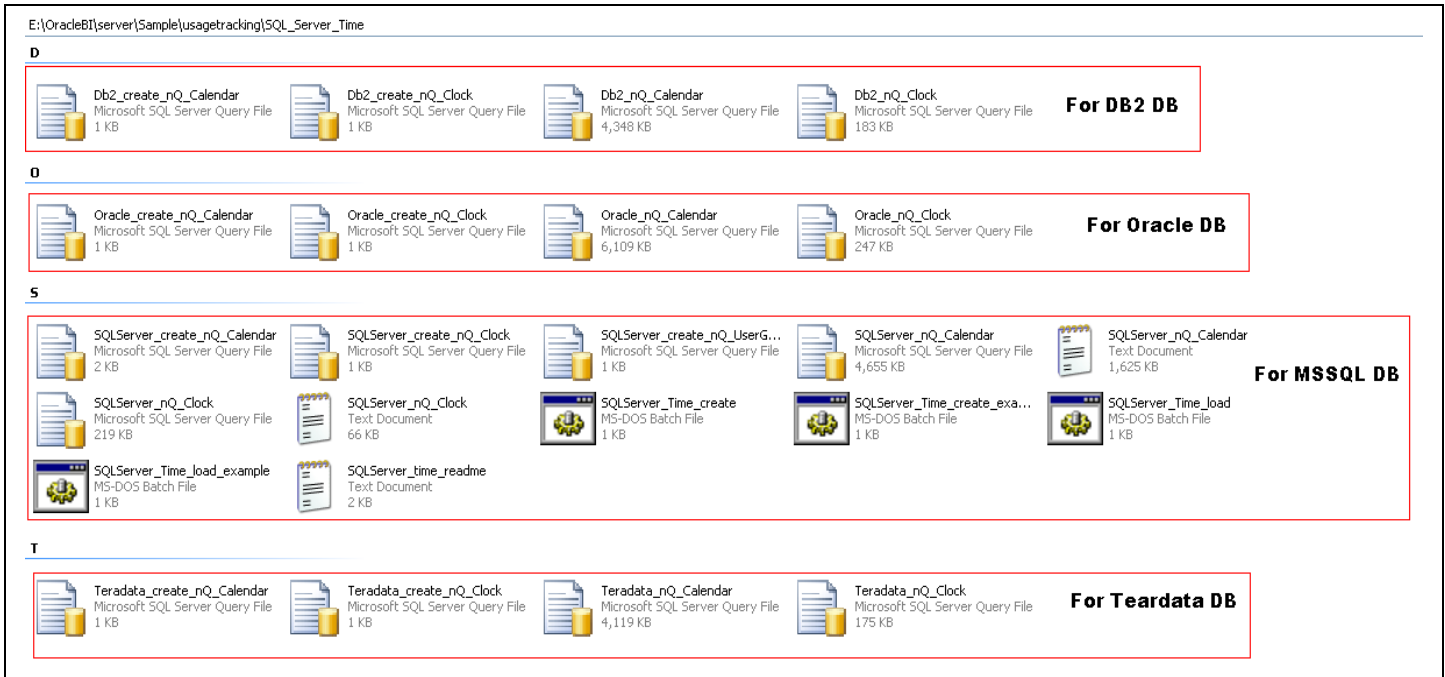 E:\OracleBI\server\Sample\usagetracking\SQL_Server_Time
D
Db2_create_nQ_Calendar
Microsoft SQL Server Query File
1 KB
Db2_create_nQ_Clock
Microsoft SQL Server Query File
1 KB
Db2_nQ_Calendar
Microsoft SQL Server Query File
4,348 KB
Db2_nQ_Clock
Microsoft SQL Server Query File
183 KB
For DB2 DB
O
Oracle_create_nQ_Calendar
Microsoft SQL Server Query File
1 KB
Oracle_create_nQ_Clock
Microsoft SQL Server Query File
1 KB
Oracle_nQ_Calendar
Microsoft SQL Server Query File
6,109 KB
Oracle_nQ_Clock
Microsoft SQL Server Query File
247 KB
For Oracle DB
S
SQLServer_create_nQ_Calendar
Microsoft SQL Server Query File
2 KB
SQLServer_create_nQ_Clock
Microsoft SQL Server Query File
1 KB
SQLServer_create_nQ_UserG...
Microsoft SQL Server Query File
1 KB
SQLServer_nQ_Calendar
Microsoft SQL Server Query File
4,655 KB
SQLServer_nQ_Calendar
Text Document
1,625 KB
For MSSQL DB
SQLServer_nQ_Clock
Microsoft SQL Server Query File
219 KB
SQLServer_nQ_Clock
Text Document
66 KB
SQLServer_Time_create
MS-DOS Batch File
1 KB
SQLServer_Time_create_exa...
MS-DOS Batch File
1 KB
SQLServer_Time_load
MS-DOS Batch File
1 KB
SQLServer_Time_load_example
MS-DOS Batch File
1 KB
SQLServer_time_readme
Text Document
2 KB
T
Teradata_create_nQ_Calendar
Microsoft SQL Server Query File
1 KB
Teradata_create_nQ_Clock
Microsoft SQL Server Query File
1 KB
Teradata_nQ_Calendar
Microsoft SQL Server Query File
4,119 KB
Teradata_nQ_Clock
Microsoft SQL Server Query File
175 KB
For Teardata DB